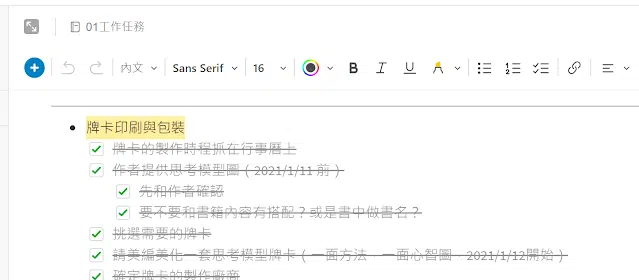 01工作任務
內文 Sans Serif 16 B I U A
牌卡印刷與包裝
牌卡的製作時程抓在行事曆上
作者提供思考模型圖（2021/1/11 前）
先和作者確認
要不要和書籍內容有搭配？或是書中做書名？
挑選需要的牌卡
請美編美化一套思考模型牌卡（一面方法、一面心智圖、2021/1/12開始）
確定牌卡的製作廠商